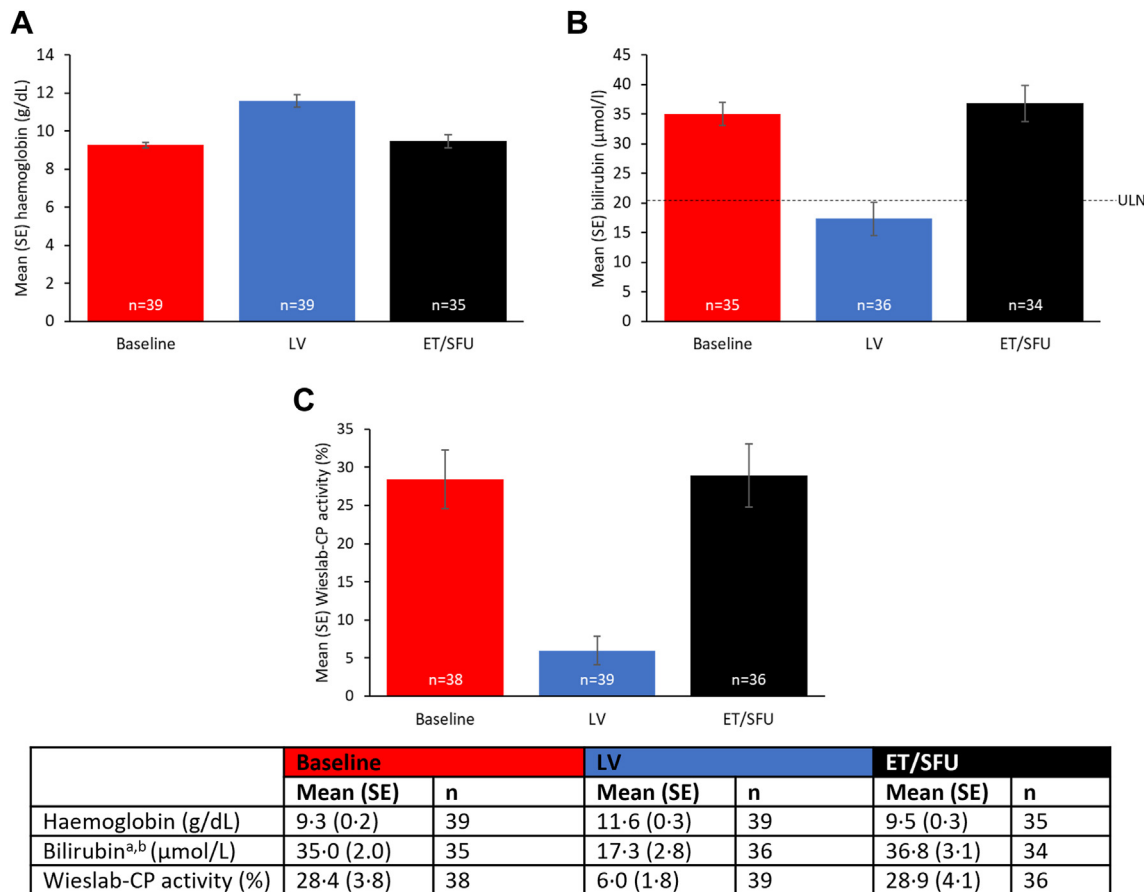 A
Mean (SE) haemoglobin (g/dL)
14
12
10
8
6
4
2
0
n=39
n=39
n=35
Baseline
LV
ET/SFU
B
Mean (SE) bilirubin (µmol/l)
45
40
35
30
25
20
15
10
5
0
ULN
n=35
n=36
n=34
Baseline
LV
ET/SFU
C
Mean (SE) Wieslab-CP activity (%)
35
30
25
20
15
10
5
0
n=38
n=39
n=36
Baseline
LV
ET/SFU
Baseline LV ET/SFU
Mean (SE) n Mean (SE) n Mean (SE) n
Haemoglobin (g/dL) 9·3 (0·2) 39 11·6 (0·3) 39 9·5 (0·3) 35
Bilirubinᵃ,ᵇ (µmol/L) 35·0 (2.0) 35 17·3 (2·8) 36 36·8 (3·1) 34
Wieslab-CP activity (%) 28·4 (3·8) 38 6·0 (1·8) 39 28·9 (4·1) 36